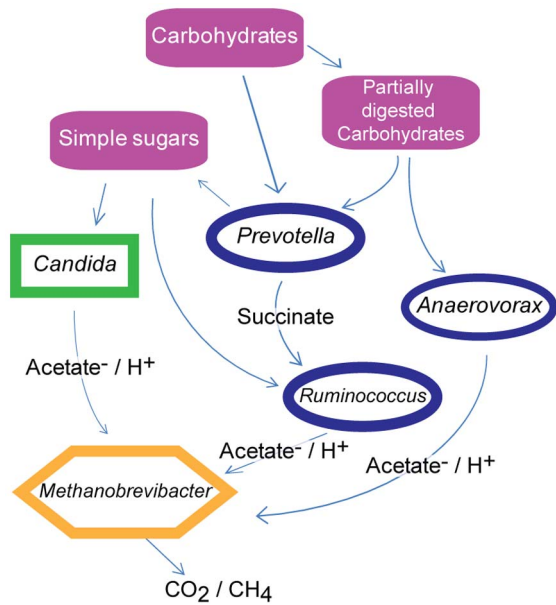 Carbohydrates
Partially
digested
Carbohydrates
Simple sugars
Prevotella
Candida
Anaerovorax
Succinate
Acetate⁻ / H⁺
Ruminococcus
Acetate⁻ / H⁺
Acetate⁻ / H⁺
Methanobrevibacter
CO₂ / CH₄